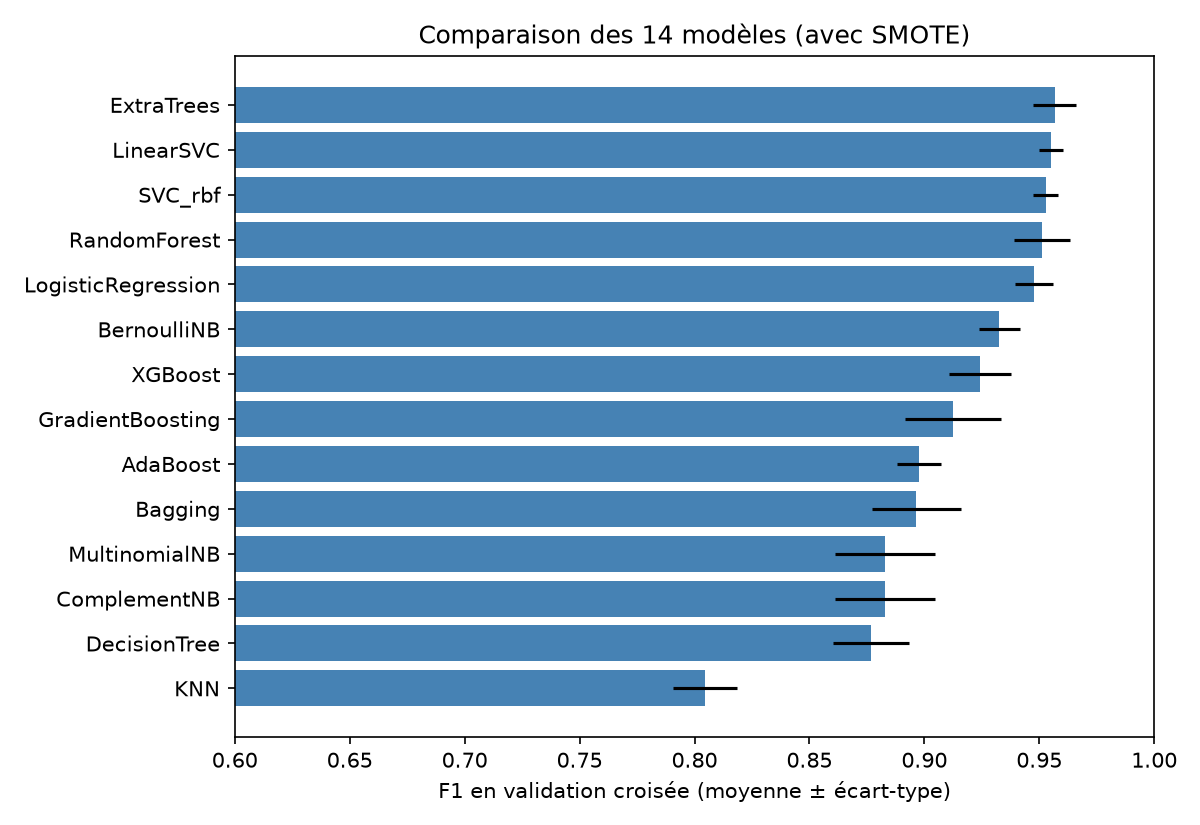 Comparaison des 14 modèles (avec SMOTE)
ExtraTrees
LinearSVC
SVC_rbf
RandomForest
LogisticRegression
BernoulliNB
XGBoost
GradientBoosting
AdaBoost
Bagging
MultinomialNB
ComplementNB
DecisionTree
KNN
0.60 0.65 0.70 0.75 0.80 0.85 0.90 0.95 1.00
F1 en validation croisée (moyenne ± écart-type)